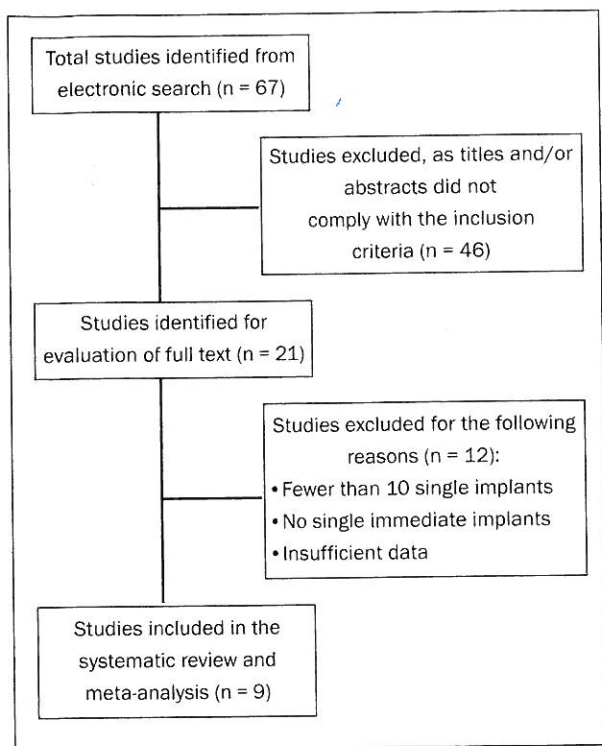 Total studies identified from
electronic search (n = 67)
Studies excluded, as titles and/or
abstracts did not
comply with the inclusion
criteria (n = 46)
Studies identified for
evaluation of full text (n = 21)
Studies excluded for the following
reasons (n = 12):
• Fewer than 10 single implants
• No single immediate implants
• Insufficient data
Studies included in the
systematic review and
meta-analysis (n = 9)